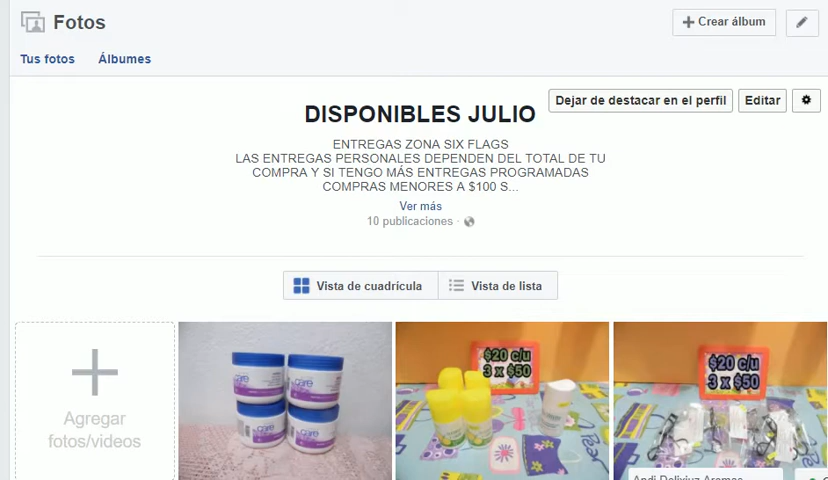 Fotos
+ Crear álbum
Tus fotos Álbumes
Dejar de destacar en el perfil Editar
DISPONIBLES JULIO
ENTREGAS ZONA SIX FLAGS
LAS ENTREGAS PERSONALES DEPENDEN DEL TOTAL DE TU
COMPRA Y SI TENGO MÁS ENTREGAS PROGRAMADAS
COMPRAS MENORES A $100 S...
Ver más
10 publicaciones ·
Vista de cuadrícula Vista de lista
Agregar
fotos/videos
care
care
care
care
$20 c/u
3 x $50
$20 c/u
3 x $50